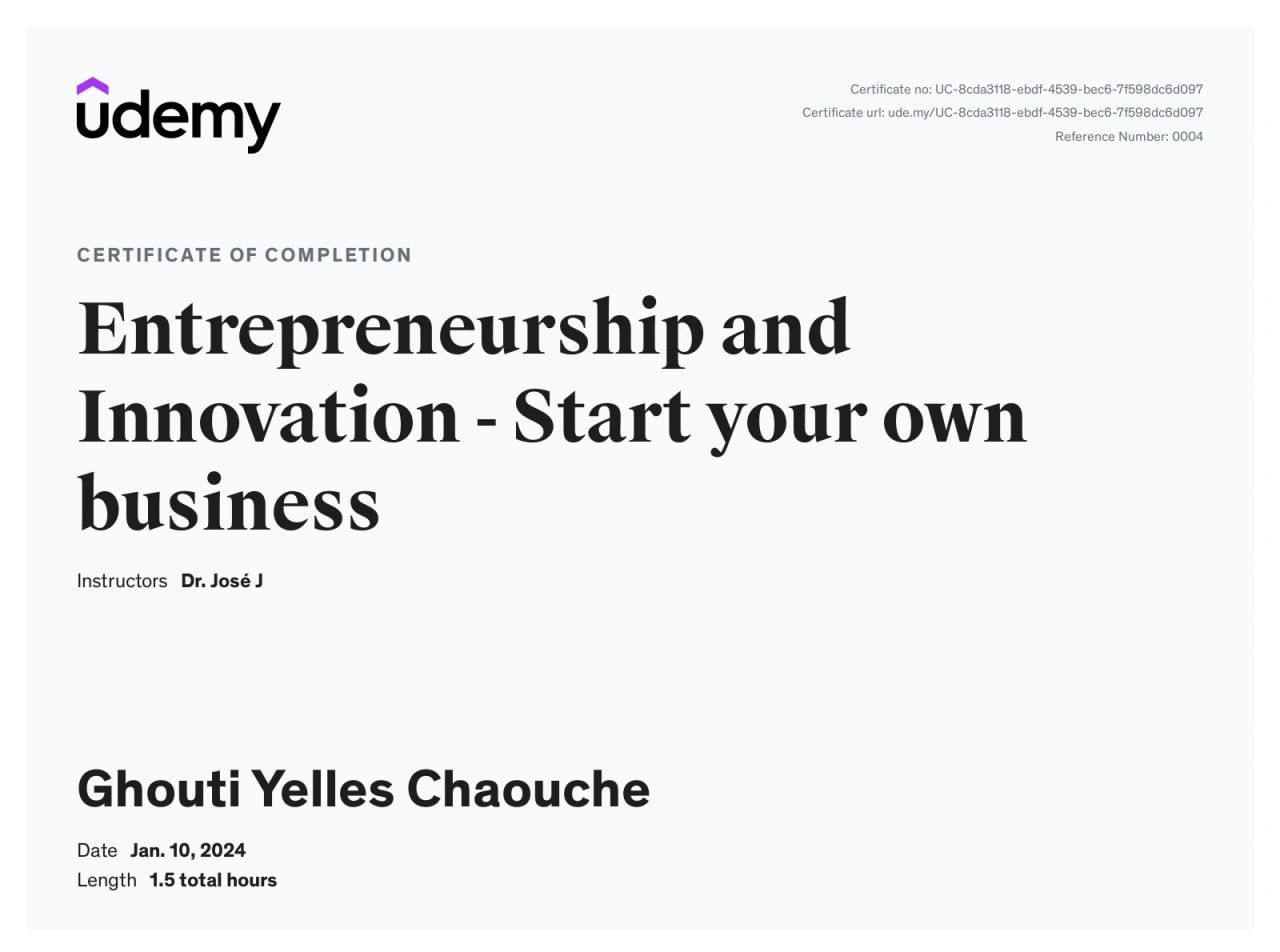 udemy
Certificate no: UC-8cda3118-ebdf-4539-bec6-7f598dc6d097
Certificate url: ude.my/UC-8cda3118-ebdf-4539-bec6-7f598dc6d097
Reference Number: 0004
CERTIFICATE OF COMPLETION
Entrepreneurship and
Innovation - Start your own
business
Instructors Dr. José J
Ghouti Yelles Chaouche
Date Jan. 10, 2024
Length 1.5 total hours